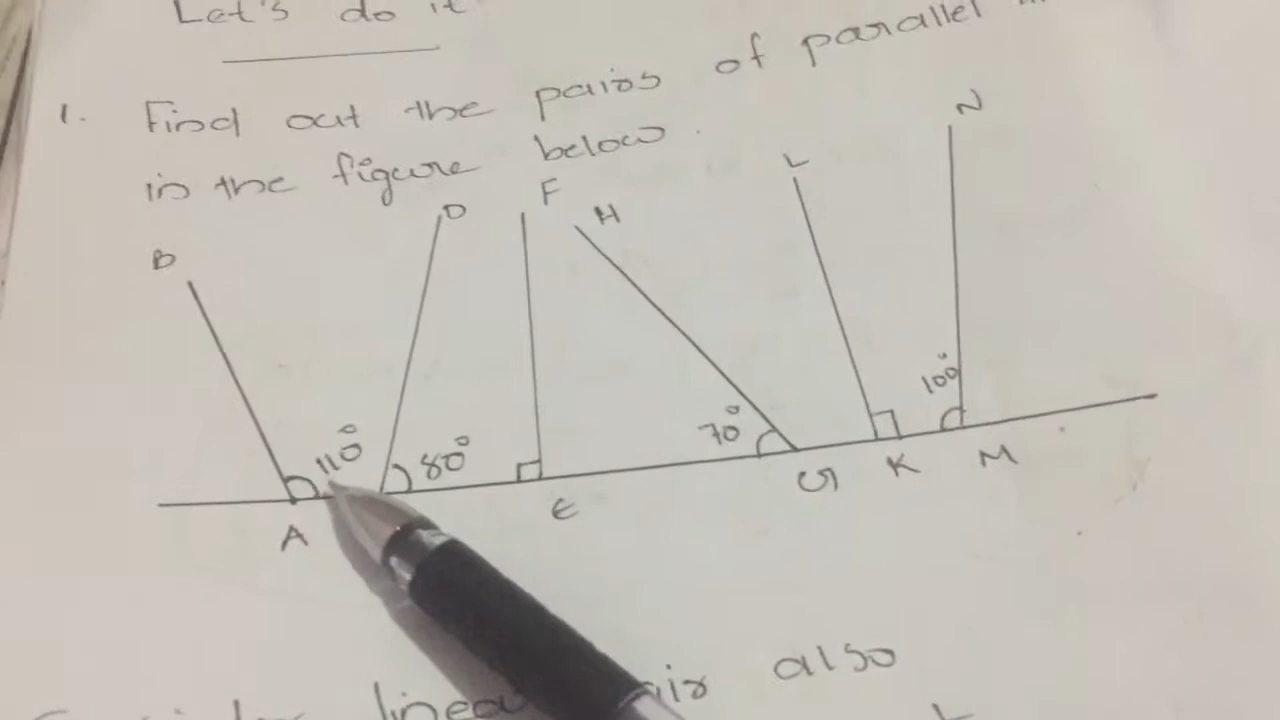 Let's do it
1. Find out the pairs of parallel
in the figure below.
N
L
F
H
D
B
100°
110°
80°
70°
A
E
G
K
M
also